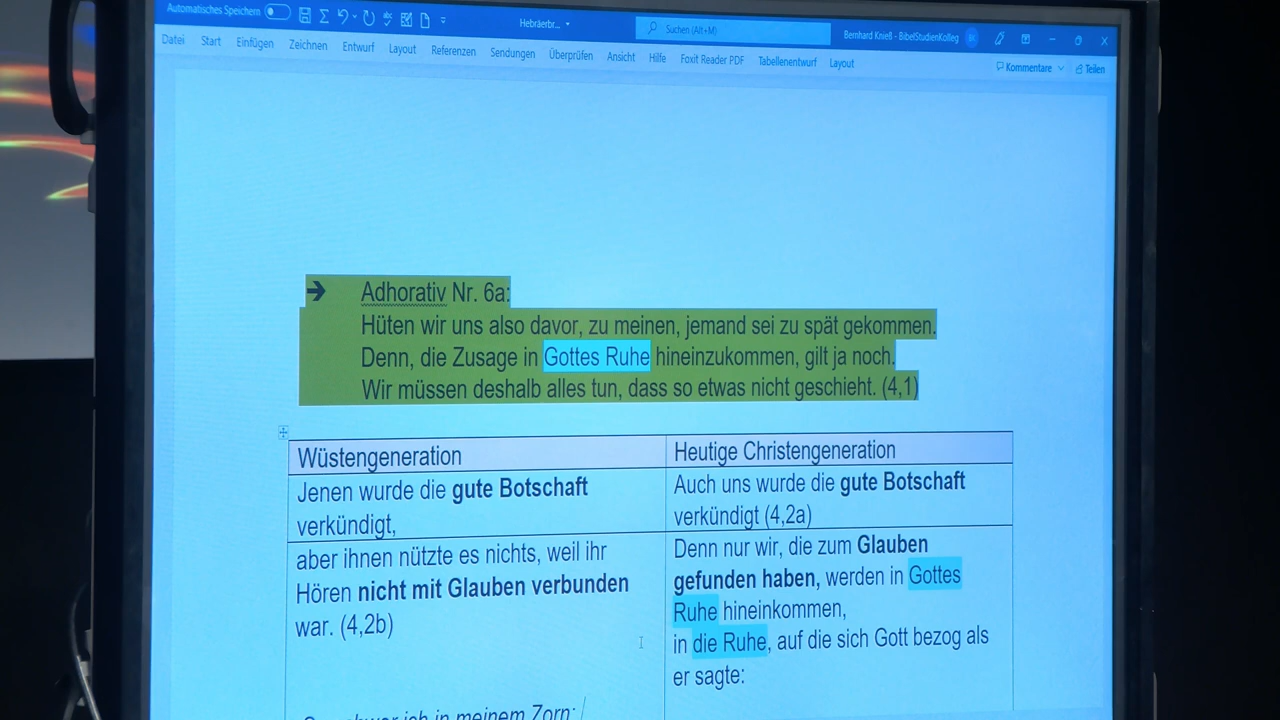 Automatisches Speichern
Hebräerbr...
Suchen (Alt+M)
Bernhard Knieß - BibelStudienKolleg
Datei Start Einfügen Zeichnen Entwurf Layout Referenzen Sendungen Überprüfen Ansicht Hilfe Foxit Reader PDF Tabellenentwurf Layout
Kommentare Teilen
➔ Adhorativ Nr. 6a:
Hüten wir uns also davor, zu meinen, jemand sei zu spät gekommen.
Denn, die Zusage in Gottes Ruhe hineinzukommen, gilt ja noch.
Wir müssen deshalb alles tun, dass so etwas nicht geschieht. (4,1)
Wüstengeneration
Jenen wurde die gute Botschaft
verkündigt,
aber ihnen nützte es nichts, weil ihr
Hören nicht mit Glauben verbunden
war. (4,2b)
ich in meinem Zorn:
Heutige Christengeneration
Auch uns wurde die gute Botschaft
verkündigt (4,2a)
Denn nur wir, die zum Glauben
gefunden haben, werden in Gottes
Ruhe hineinkommen,
in die Ruhe, auf die sich Gott bezog als
er sagte: